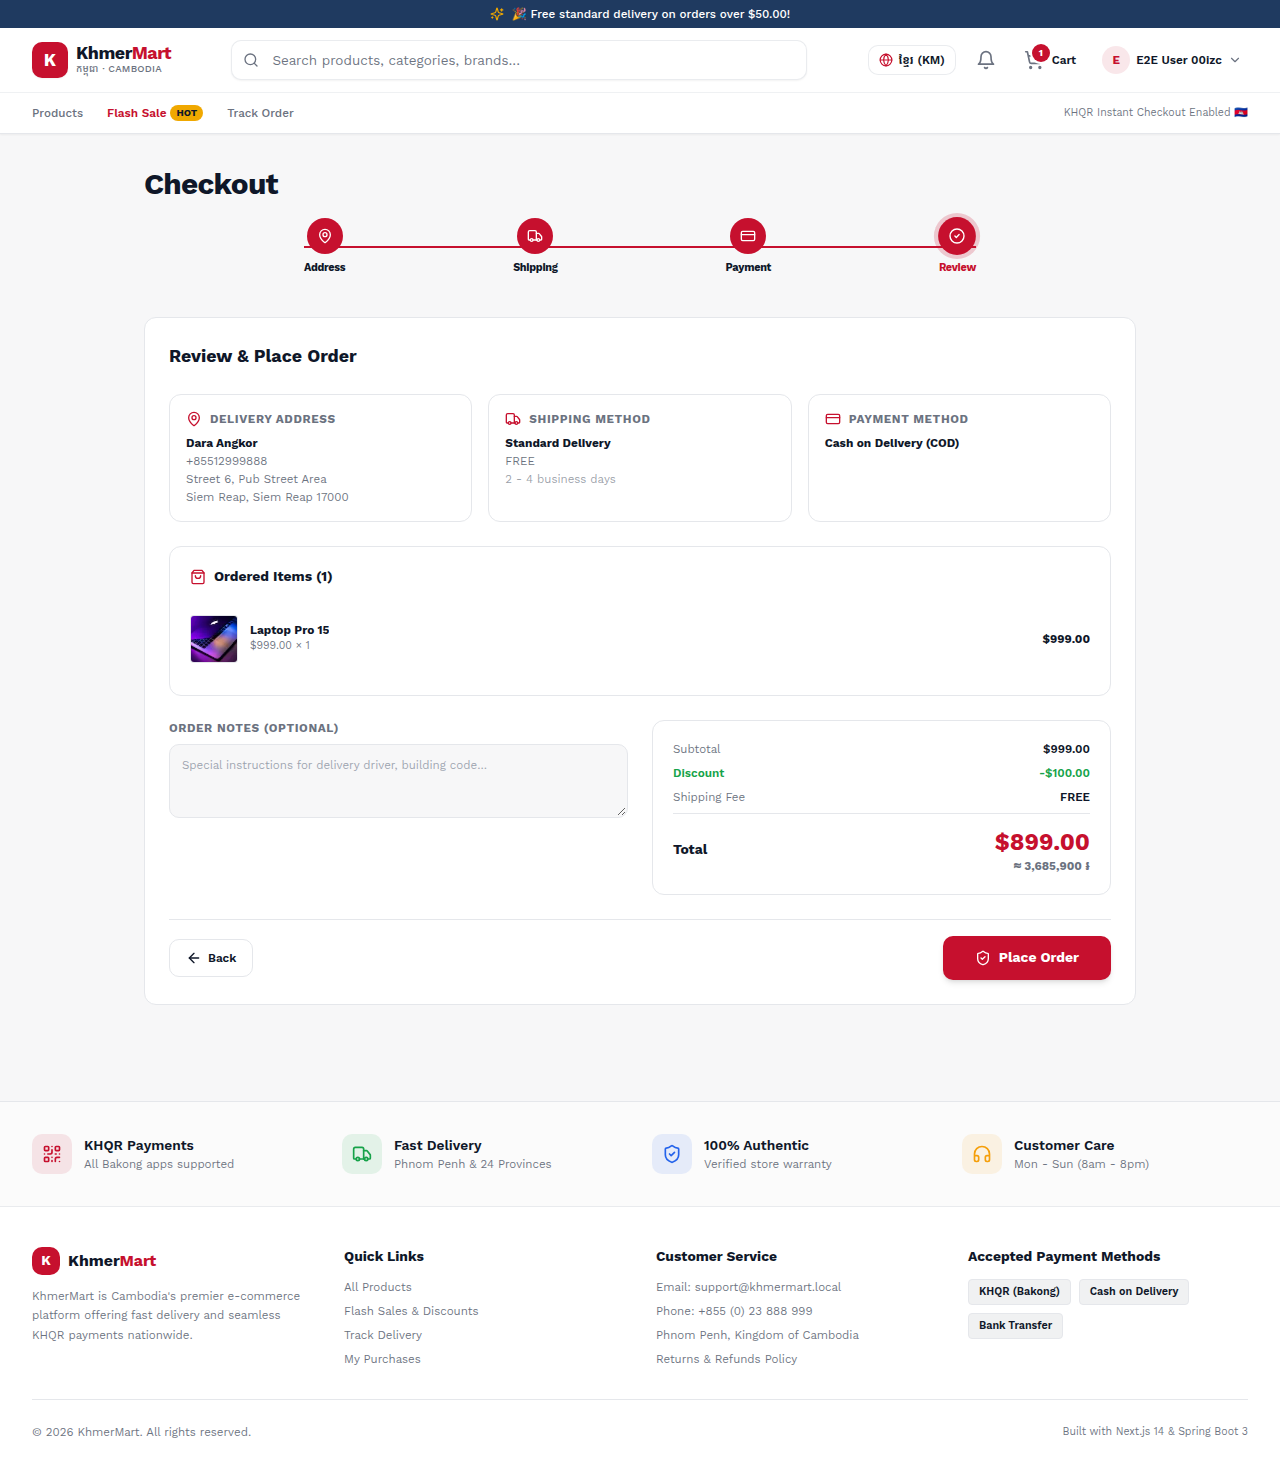 ✨ 🎉 Free standard delivery on orders over $50.00!
K
KhmerMart
កម្ពុជា · CAMBODIA
Search products, categories, brands...
ខ្មែរ (KM)
1
Cart
E
E2E User 00izc
Products
Flash Sale HOT
Track Order
KHQR Instant Checkout Enabled 🇰🇭
Checkout
Address
Shipping
Payment
Review
Review & Place Order
DELIVERY ADDRESS
Dara Angkor
+85512999888
Street 6, Pub Street Area
Siem Reap, Siem Reap 17000
SHIPPING METHOD
Standard Delivery
FREE
2 - 4 business days
PAYMENT METHOD
Cash on Delivery (COD)
Ordered Items (1)
Laptop Pro 15
$999.00 × 1
$999.00
ORDER NOTES (OPTIONAL)
Special instructions for delivery driver, building code...
Subtotal $999.00
Discount -$100.00
Shipping Fee FREE
Total $899.00
≈ 3,685,900 ៛
Back
Place Order
KHQR Payments
All Bakong apps supported
Fast Delivery
Phnom Penh & 24 Provinces
100% Authentic
Verified store warranty
Customer Care
Mon - Sun (8am - 8pm)
K KhmerMart
KhmerMart is Cambodia's premier e-commerce
platform offering fast delivery and seamless
KHQR payments nationwide.
Quick Links
All Products
Flash Sales & Discounts
Track Delivery
My Purchases
Customer Service
Email: support@khmermart.local
Phone: +855 (0) 23 888 999
Phnom Penh, Kingdom of Cambodia
Returns & Refunds Policy
Accepted Payment Methods
KHQR (Bakong)
Cash on Delivery
Bank Transfer
© 2026 KhmerMart. All rights reserved.
Built with Next.js 14 & Spring Boot 3